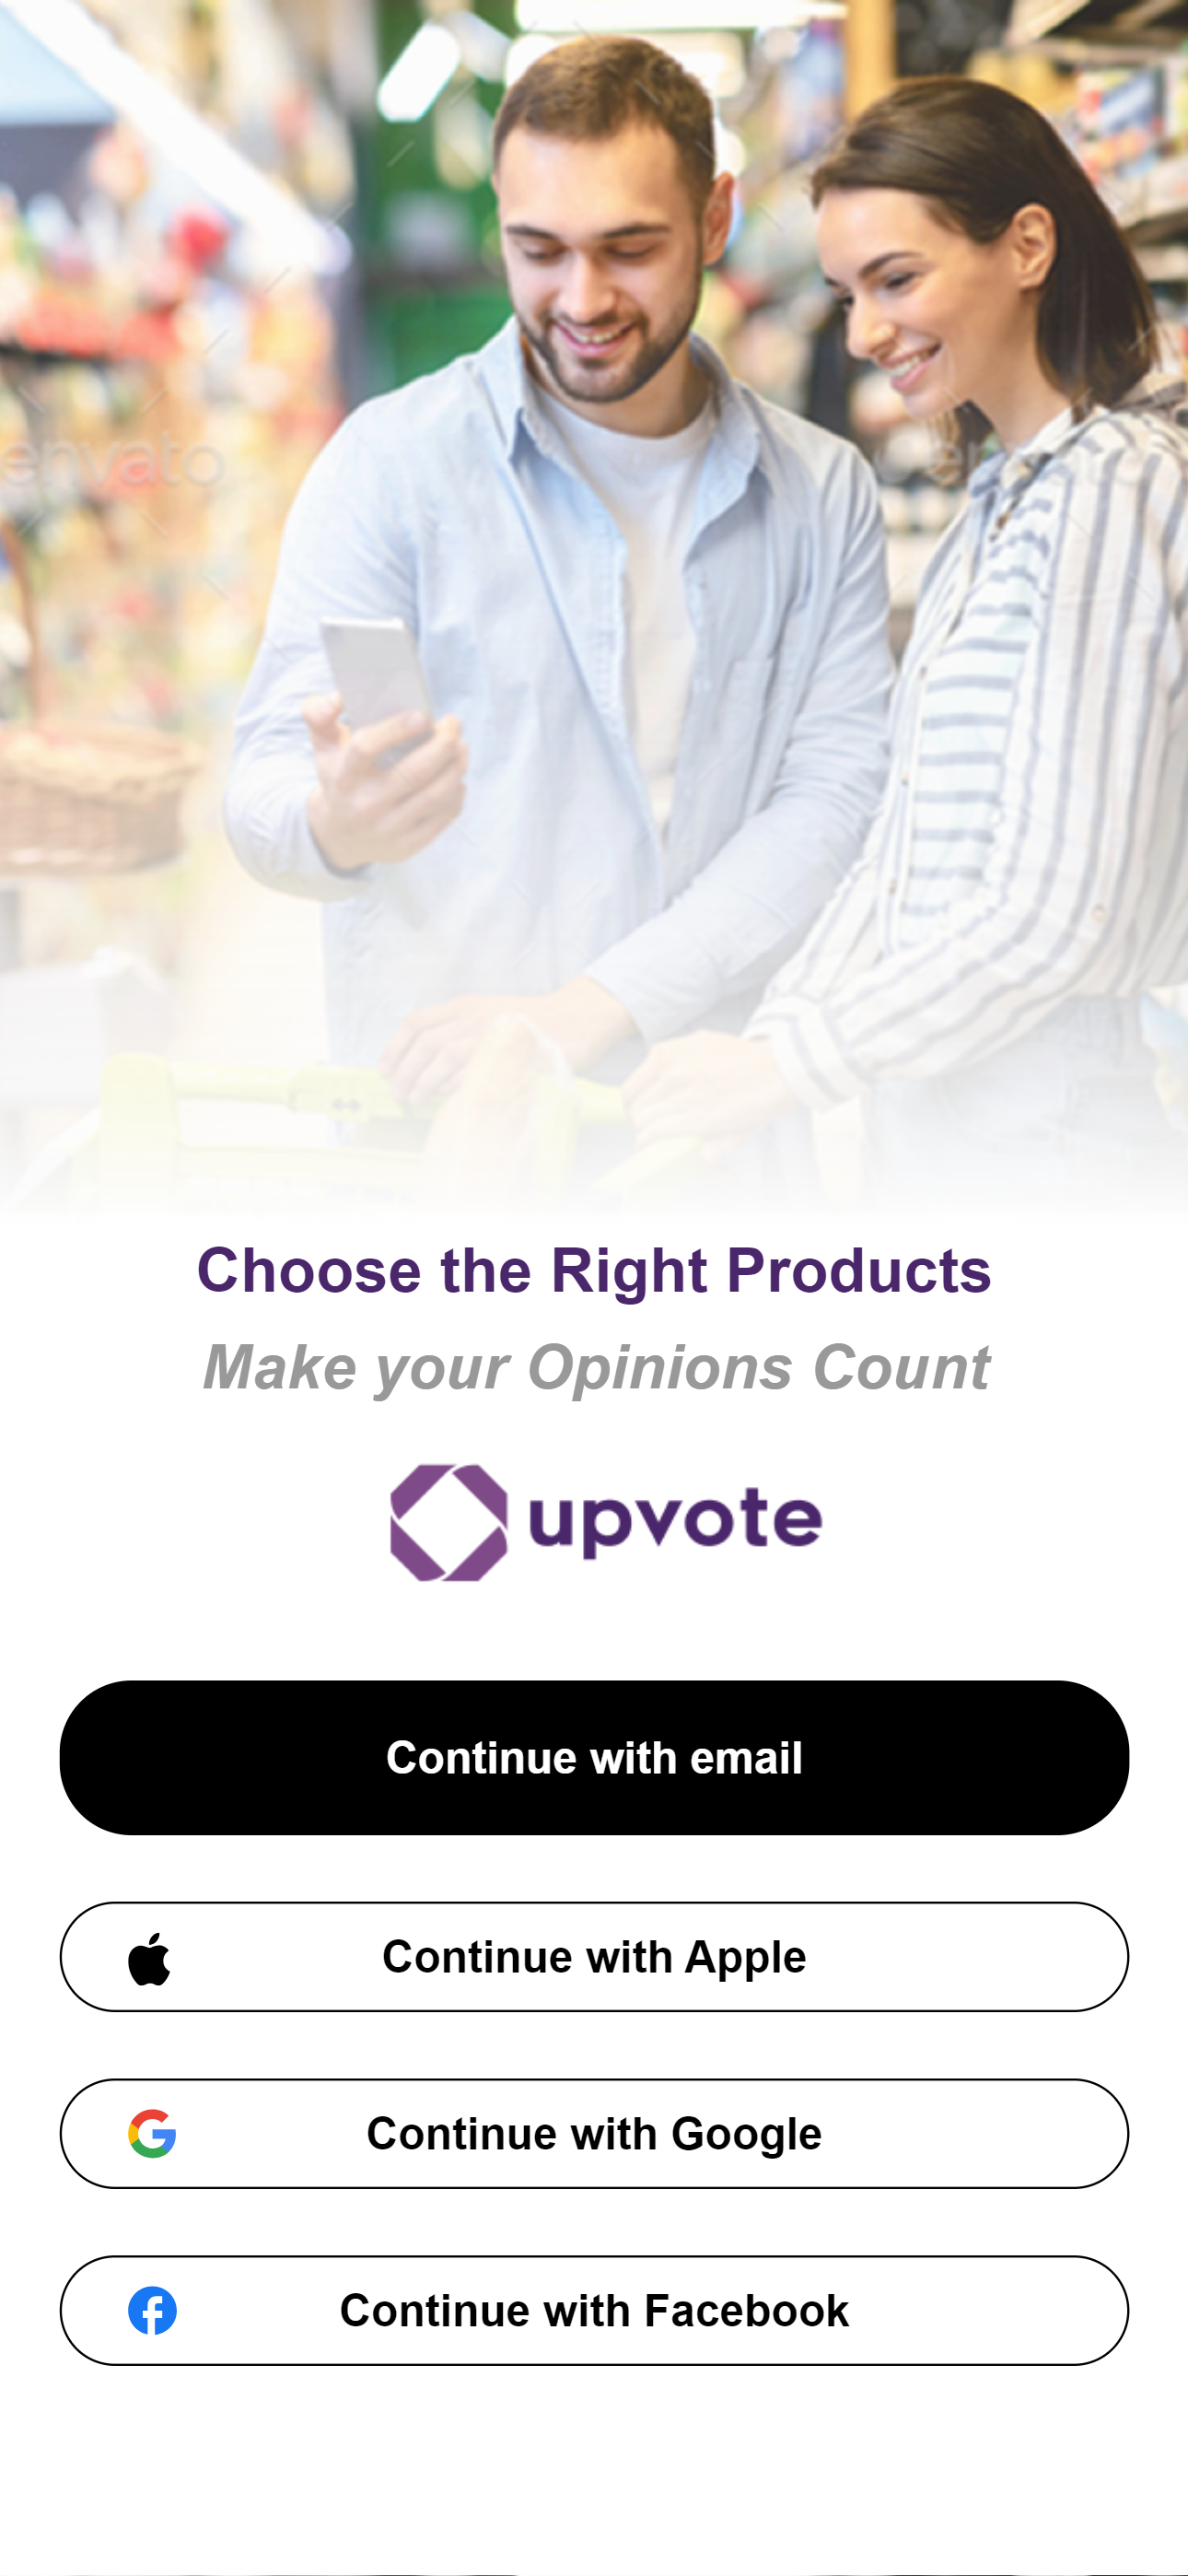 envato
Choose the Right Products
Make your Opinions Count
upvote
Continue with email
Continue with Apple
Continue with Google
Continue with Facebook